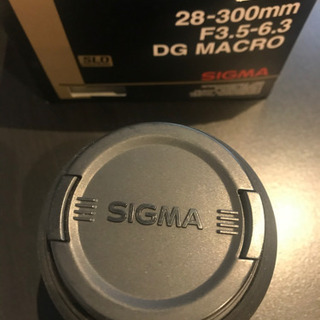 28-300mm
F3.5-6.3
DG MACRO
SLD
SIGMA
SIGMA